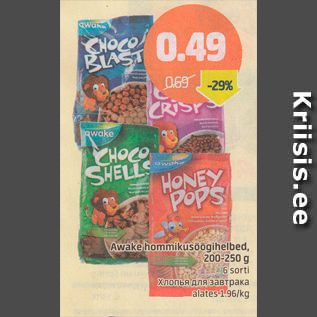 0.49
0.69
-29%
awake
CHOCO
BLAST
CRISPS
awake
CHOCO
SHELLS
awake
HONEY
POPS
Awake hommikusöögihelbed,
200-250 g
6 sorti
Хлопья для завтрака
alates 1.96/kg
Kriisis.ee